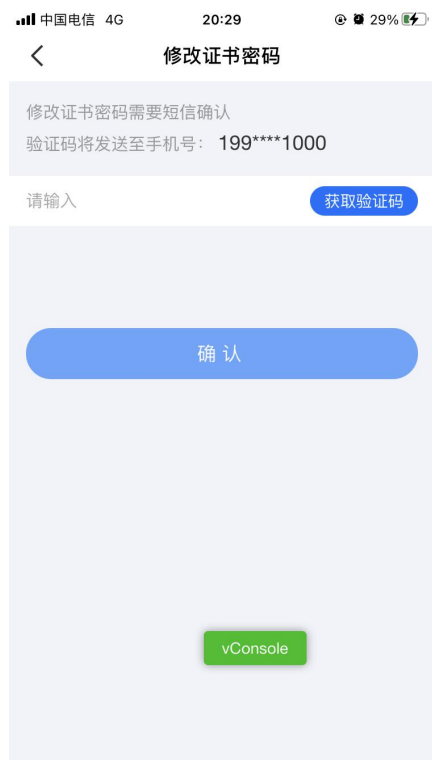 中国电信 4G 20:29 29%
修改证书密码
修改证书密码需要短信确认
验证码将发送至手机号： 199****1000
请输入 获取验证码
确 认
vConsole